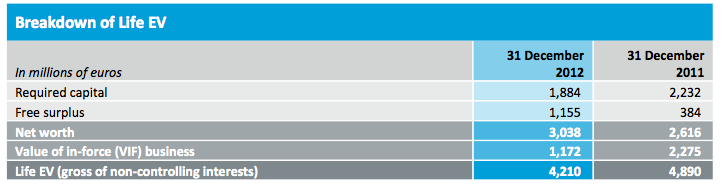 Breakdown of Life EV
31 December 31 December
In millions of euros 2012 2011
Required capital 1,884 2,232
Free surplus 1,155 384
Net worth 3,038 2,616
Value of in-force (VIF) business 1,172 2,275
Life EV (gross of non-controlling interests) 4,210 4,890